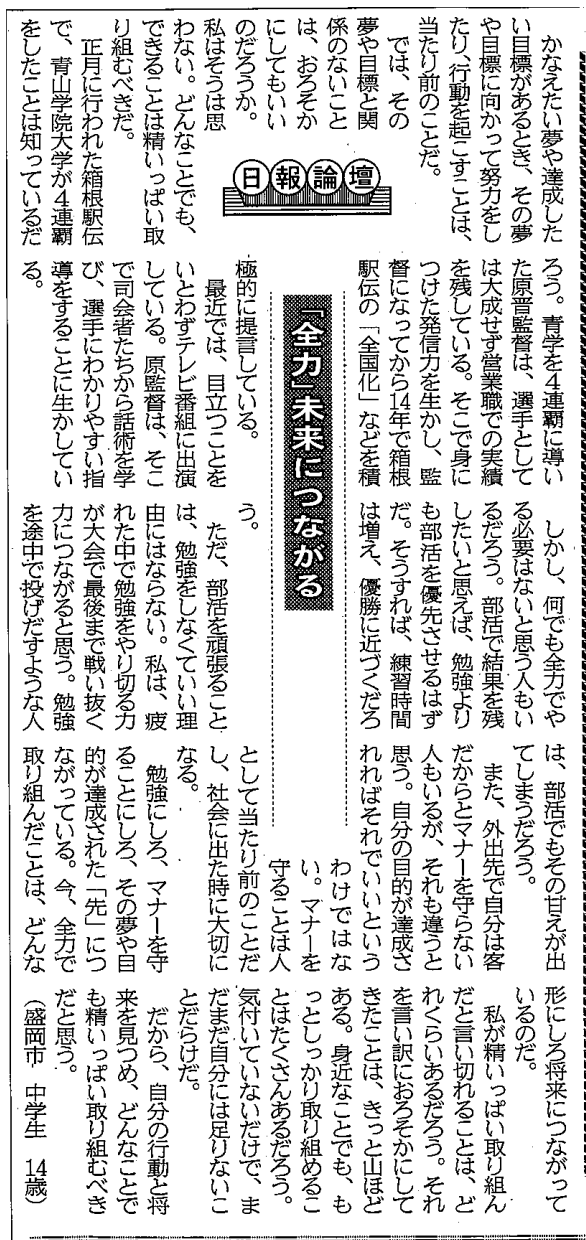 日報論壇
「全力」未来につながる
かなえたい夢や達成した
い目標があるとき、その夢
や目標に向かって努力をし
たり、行動を起こすことは、
当たり前のことだ。
では、その
夢や目標と関
係のないこと
は、おろそか
にしてもいい
のだろうか。
私はそうは思
わない。どんなことでも、
できることは精いっぱい取
り組むべきだ。
正月に行われた箱根駅伝
で、青山学院大学が４連覇
をしたことは知っているだ
ろう。青学を４連覇に導い
た原晋監督は、選手として
は大成せず営業職での実績
を残している。そこで身に
つけた発信力を生かし、監
督になってから14年で箱根
駅伝の「全国化」などを積
極的に提言している。
最近では、目立つことを
いとわずテレビ番組に出演
している。原監督は、そこ
で司会者たちから話術を学
び、選手にわかりやすい指
導をすることに生かしてい
る。
しかし、何でも全力でや
る必要はないと思う人もい
るだろう。部活で結果を残
したいと思えば、勉強より
も部活を優先させるはず
だ。そうすれば、練習時間
は増え、優勝に近づくだろ
う。
ただ、部活を頑張ること
は、勉強をしなくていい理
由にはならない。私は、疲
れた中で勉強をやり切る力
が大会で最後まで戦い抜く
力につながると思う。勉強
を途中で投げだすような人
は、部活でもその甘えが出
てしまうだろう。
また、外出先で自分は客
だからとマナーを守らない
人もいるが、それも違うと
思う。自分の目的が達成さ
れればそれでいいという
わけではな
い。マナーを
守ることは人
として当たり前のことだ
し、社会に出た時に大切に
なる。
勉強にしろ、マナーを守
ることにしろ、その夢や目
的が達成された「先」につ
ながっている。今、全力で
取り組んだことは、どんな
形にしろ将来につながって
いるのだ。
私が精いっぱい取り組ん
だと言い切れることは、ど
れくらいあるだろう。それ
を言い訳におろそかにして
きたことは、きっと山ほど
ある。身近なことでも、も
っとしっかり取り組めるこ
とはたくさんあるだろう。
気付いていないだけで、ま
だまだ自分には足りないこ
とだらけだ。
だから、自分の行動と将
来を見つめ、どんなことで
も精いっぱい取り組むべき
だと思う。
（盛岡市　中学生　14歳）